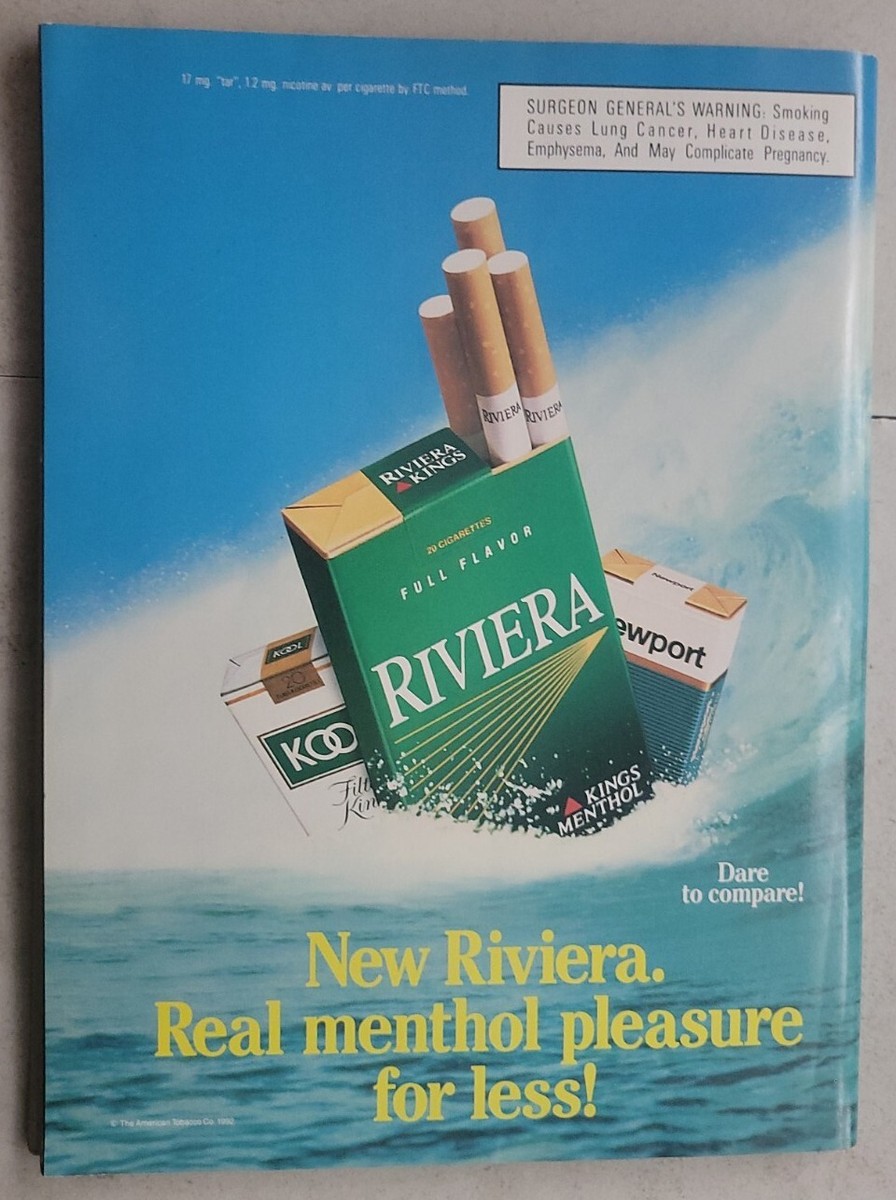 17 mg. "tar", 1.2 mg. nicotine av. per cigarette by FTC method.
SURGEON GENERAL'S WARNING: Smoking
Causes Lung Cancer, Heart Disease,
Emphysema, And May Complicate Pregnancy.
RIVIERA
RIVIERA
RIVIERA
KINGS
20 CIGARETTES
FULL FLAVOR
RIVIERA
KINGS
MENTHOL
Newport
ewport
KOOL
20
KOO
Filt
Kin
Dare
to compare!
New Riviera.
Real menthol pleasure
for less!
© The American Tobacco Co. 1992